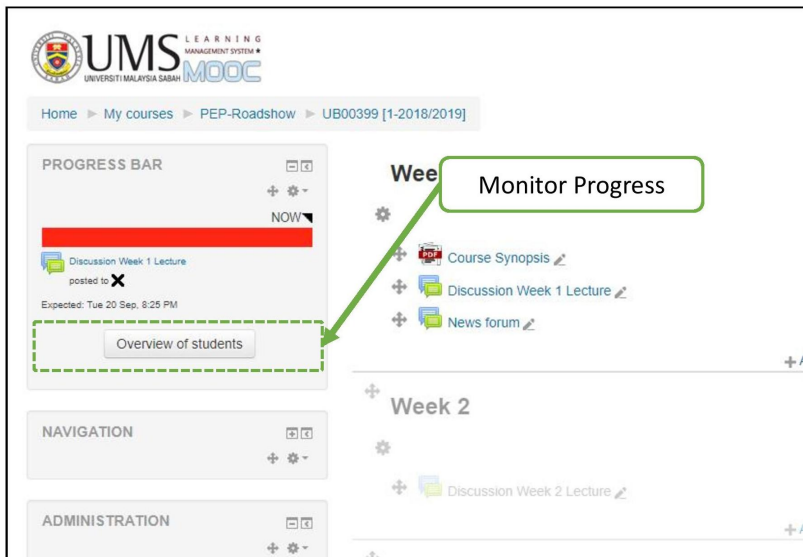 UMS LEARNING
MANAGEMENT SYSTEM ★
UNIVERSITI MALAYSIA SABAH MOOC
Home ► My courses ► PEP-Roadshow ► UB00399 [1-2018/2019]
PROGRESS BAR
NOW
Discussion Week 1 Lecture
posted to
Expected: Tue 20 Sep, 8:25 PM
Overview of students
NAVIGATION
ADMINISTRATION
Wee
Monitor Progress
PDF
Course Synopsis
Discussion Week 1 Lecture
News forum
A
Week 2
Discussion Week 2 Lecture
A